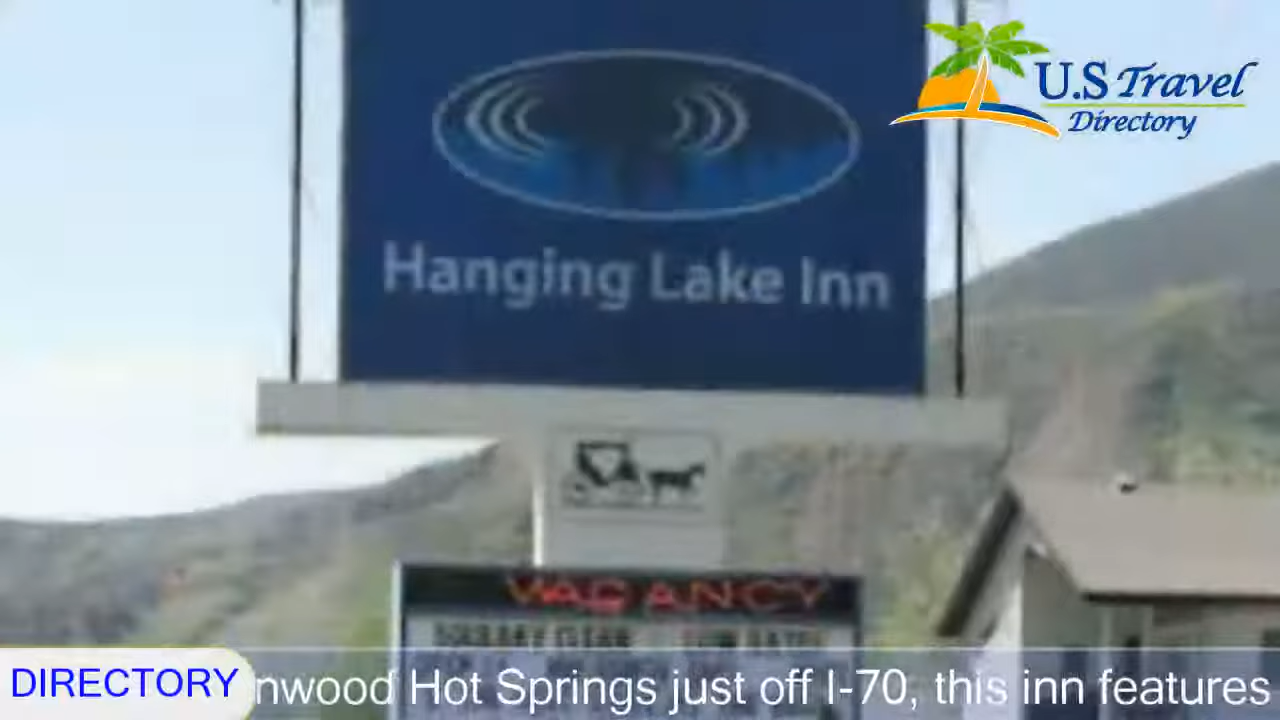 U.S Travel
Directory
Hanging Lake Inn
VACANCY
DIRECTORY
nwood Hot Springs just off I-70, this inn features